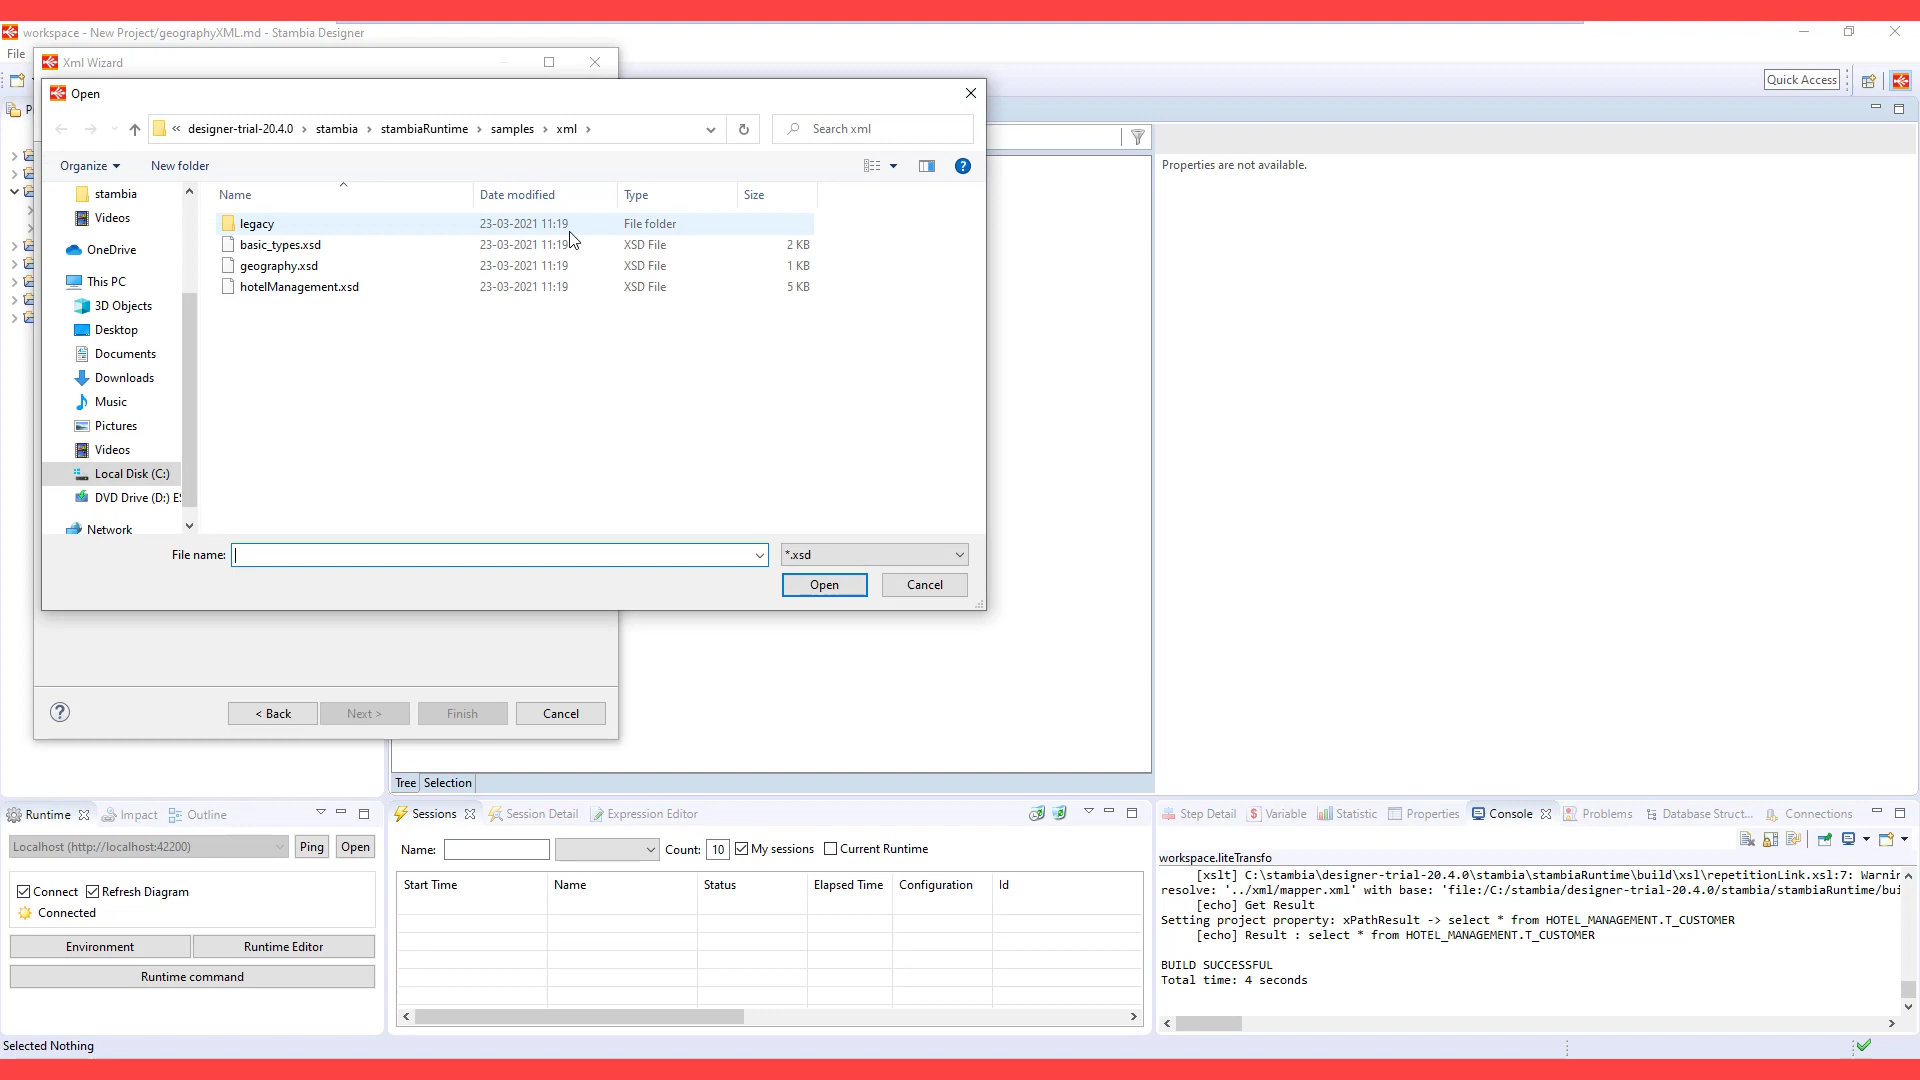 workspace - New Project/geographyXML.md - Stambia Designer
File
Xml Wizard
Quick Access
Open
« designer-trial-20.4.0 > stambia > stambiaRuntime > samples > xml >
Search xml
Organize
New folder
Properties are not available.
Name
Date modified
Type
Size
stambia
Videos
OneDrive
This PC
3D Objects
Desktop
Documents
Downloads
Music
Pictures
Videos
Local Disk (C:)
DVD Drive (D:) ES
Network
legacy 23-03-2021 11:19 File folder
basic_types.xsd 23-03-2021 11:19 XSD File 2 KB
geography.xsd 23-03-2021 11:19 XSD File 1 KB
hotelManagement.xsd 23-03-2021 11:19 XSD File 5 KB
File name:
*.xsd
Open
Cancel
< Back
Next >
Finish
Cancel
Tree
Selection
Runtime
Impact
Outline
Localhost (http://localhost:42200)
Ping
Open
Connect
Refresh Diagram
Connected
Environment
Runtime Editor
Runtime command
Sessions
Session Detail
Expression Editor
Name:
Count: 10
My sessions
Current Runtime
Start Time
Name
Status
Elapsed Time
Configuration
Id
Step Detail
Variable
Statistic
Properties
Console
Problems
Database Struct...
Connections
workspace.liteTransfo
[xslt] C:\stambia\designer-trial-20.4.0\stambia\stambiaRuntime\build\xsl\repetitionLink.xsl:7: Warnin
resolve: '../xml/mapper.xml' with base: 'file:/C:/stambia/designer-trial-20.4.0/stambia/stambiaRuntime/bui
[echo] Get Result
Setting project property: xPathResult -> select * from HOTEL_MANAGEMENT.T_CUSTOMER
[echo] Result : select * from HOTEL_MANAGEMENT.T_CUSTOMER
BUILD SUCCESSFUL
Total time: 4 seconds
Selected Nothing